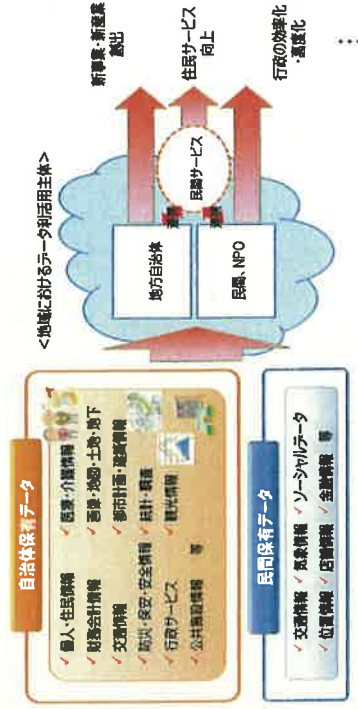 <地域におけるデータ利活用主体>
自治体保有データ
✓ 個人・住民情報
✓ 財務会計情報
✓ 交通情報
✓ 防災・保安・安全情報
✓ 行政サービス
✓ 公共施設情報 等
✓ 医療・介護情報
✓ 画像・地図・土地・地下
✓ 都市計画・建築情報
✓ 統計・調査
✓ 観光情報
民間保有データ
✓ 交通情報 ✓ 気象情報 ✓ ソーシャルデータ
✓ 位置情報 ✓ 店舗情報 ✓ 金融情報 等
地方自治体
民間、NPO
連携
連携
民間サービス
新事業・新産業
創出
住民サービス
向上
行政の効率化
・高度化
⋮